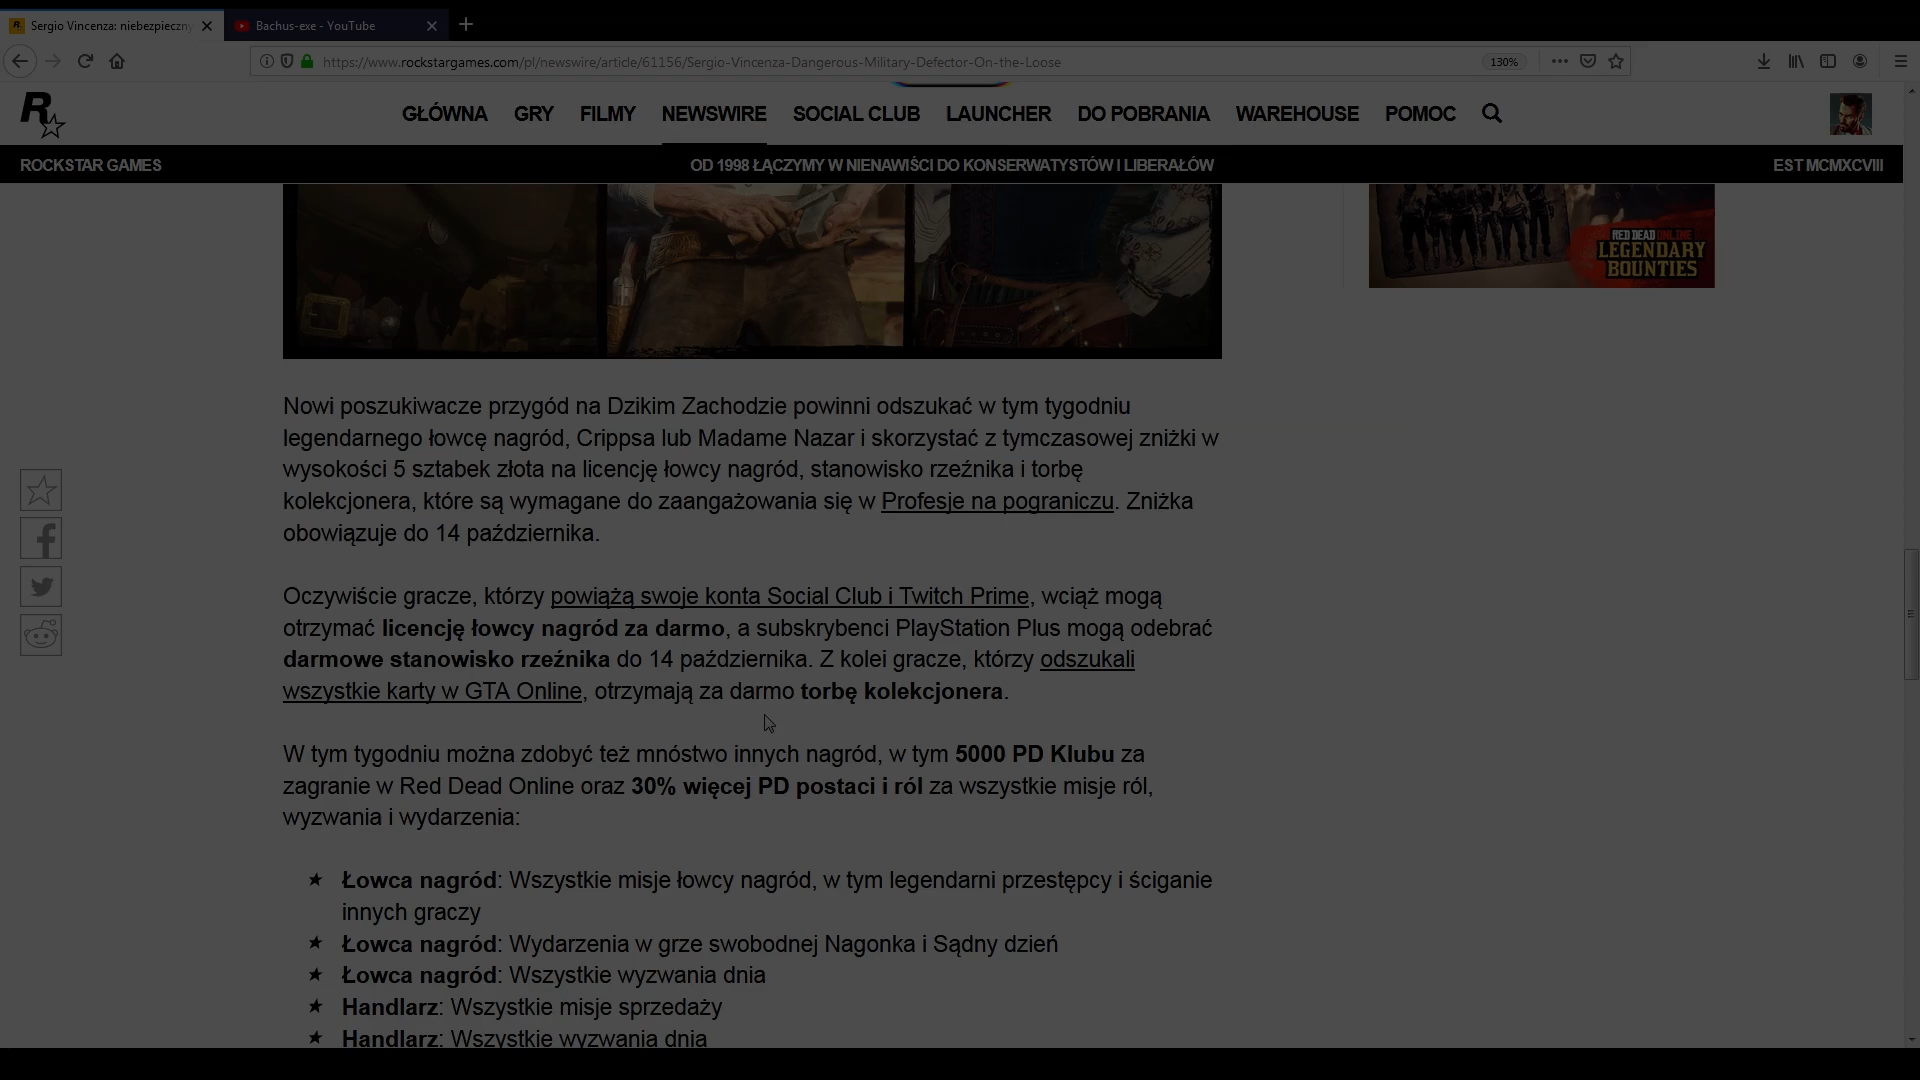 Sergio Vincenza: niebezpieczny
Bachus-exe - YouTube
https://www.rockstargames.com/pl/newswire/article/61156/Sergio-Vincenza-Dangerous-Military-Defector-On-the-Loose
130%
GŁÓWNA GRY FILMY NEWSWIRE SOCIAL CLUB LAUNCHER DO POBRANIA WAREHOUSE POMOC
ROCKSTAR GAMES
OD 1998 ŁĄCZYMY W NIENAWIŚCI DO KONSERWATYSTÓW I LIBERAŁÓW
EST MCMXCVIII
RED DEAD ONLINE
LEGENDARY
BOUNTIES
Nowi poszukiwacze przygód na Dzikim Zachodzie powinni odszukać w tym tygodniu
legendarnego łowcę nagród, Crippsa lub Madame Nazar i skorzystać z tymczasowej zniżki w
wysokości 5 sztabek złota na licencję łowcy nagród, stanowisko rzeźnika i torbę
kolekcjonera, które są wymagane do zaangażowania się w Profesje na pograniczu. Zniżka
obowiązuje do 14 października.
Oczywiście gracze, którzy powiążą swoje konta Social Club i Twitch Prime, wciąż mogą
otrzymać licencję łowcy nagród za darmo, a subskrybenci PlayStation Plus mogą odebrać
darmowe stanowisko rzeźnika do 14 października. Z kolei gracze, którzy odszukali
wszystkie karty w GTA Online, otrzymają za darmo torbę kolekcjonera.
W tym tygodniu można zdobyć też mnóstwo innych nagród, w tym 5000 PD Klubu za
zagranie w Red Dead Online oraz 30% więcej PD postaci i ról za wszystkie misje ról,
wyzwania i wydarzenia:
★ Łowca nagród: Wszystkie misje łowcy nagród, w tym legendarni przestępcy i ściganie
innych graczy
★ Łowca nagród: Wydarzenia w grze swobodnej Nagonka i Sądny dzień
★ Łowca nagród: Wszystkie wyzwania dnia
★ Handlarz: Wszystkie misje sprzedaży
★ Handlarz: Wszystkie wyzwania dnia